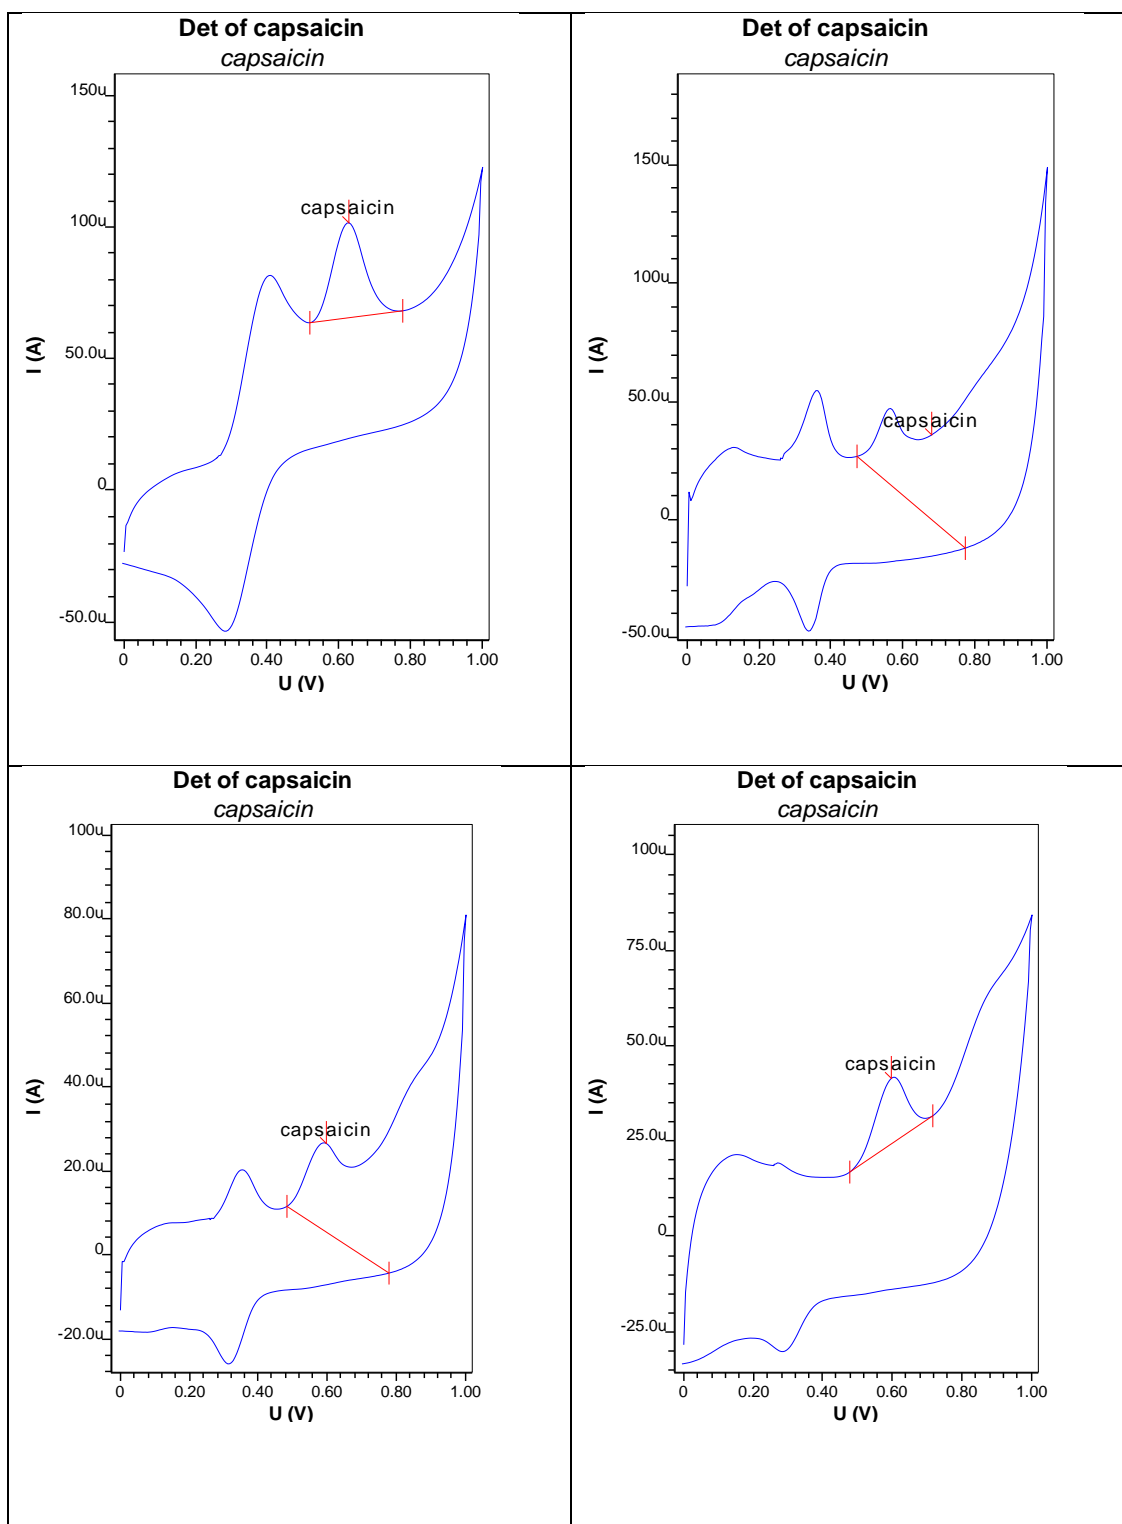 Det of capsaicin
capsaicin
150u
100u
50.0u
0
-50.0u
I (A)
capsaicin
0 0.20 0.40 0.60 0.80 1.00
U (V)
Det of capsaicin
capsaicin
150u
100u
50.0u
0
-50.0u
I (A)
capsaicin
0 0.20 0.40 0.60 0.80 1.00
U (V)
Det of capsaicin
capsaicin
100u
80.0u
60.0u
40.0u
20.0u
0
-20.0u
I (A)
capsaicin
0 0.20 0.40 0.60 0.80 1.00
U (V)
Det of capsaicin
capsaicin
100u
75.0u
50.0u
25.0u
0
-25.0u
I (A)
capsaicin
0 0.20 0.40 0.60 0.80 1.00
U (V)